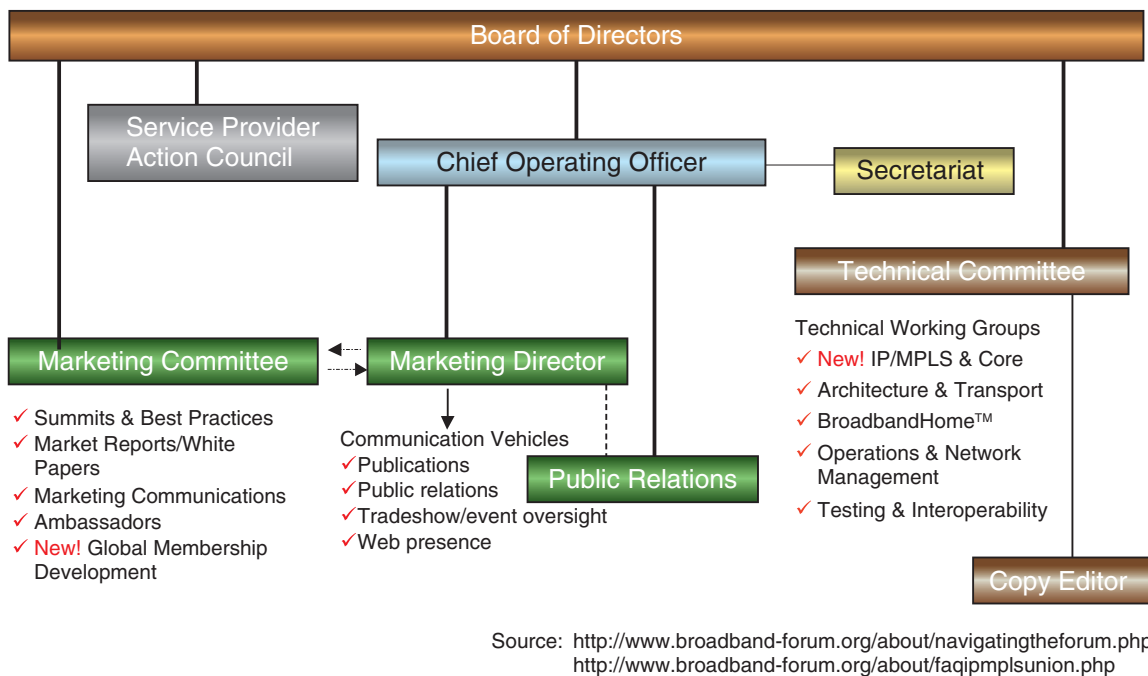 Board of Directors
Service Provider
Action Council
Chief Operating Officer
Secretariat
Technical Committee
Marketing Committee
Marketing Director
Public Relations
Summits & Best Practices
Market Reports/White
Papers
Marketing Communications
Ambassadors
New! Global Membership
Development
Communication Vehicles
Publications
Public relations
Tradeshow/event oversight
Web presence
Technical Working Groups
New! IP/MPLS & Core
Architecture & Transport
BroadbandHome™
Operations & Network
Management
Testing & Interoperability
Copy Editor
Source: http://www.broadband-forum.org/about/navigatingtheforum.php
http://www.broadband-forum.org/about/faqipmplsunion.php